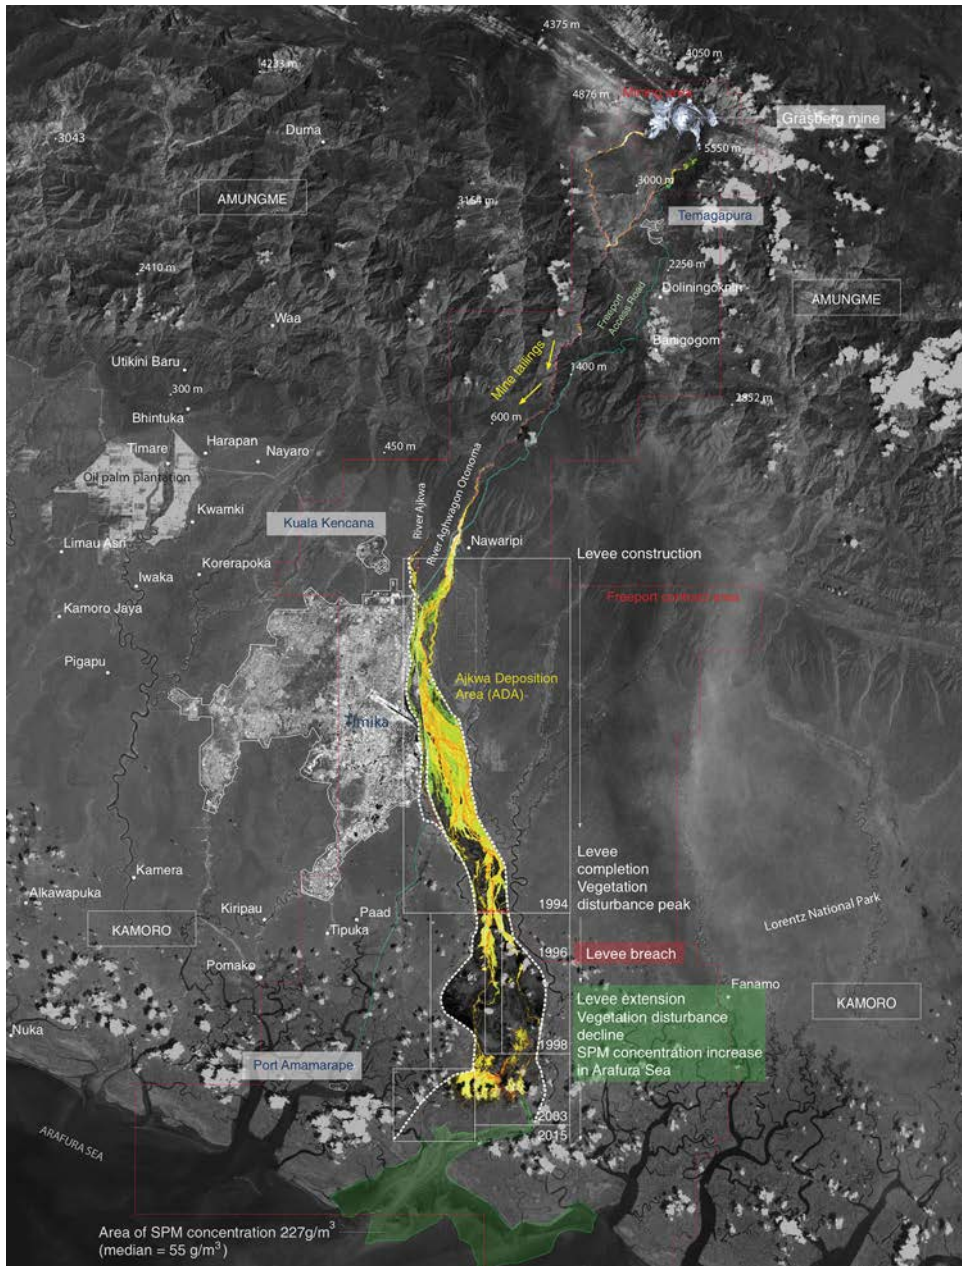 4375 m
4050 m
4233 m
4876 m
Mining area
Grasberg mine
Duma
3043
5550 m
3000 m
AMUNGME
3164 m
Temagapura
2410 m
2250 m
Doliningokngin
AMUNGME
Waa
Freeport
Access Road
Banigogom
Utikini Baru
Mine tailings
1400 m
300 m
2852 m
Bhintuka
600 m
Harapan
450 m
Timare
Nayaro
Oil palm plantation
River Ajkwa
River Aghwagon Otonoma
Kwamki
Kuala Kencana
Limau Asri
Nawaripi
Levee construction
Korerapoka
Iwaka
Freeport contract area
Kamoro Jaya
Pigapu
Ajkwa Deposition
Area (ADA)
Timika
Levee
completion
Vegetation
disturbance peak
Kamera
Aikawapuka
1994
Lorentz National Park
Kiripau
Paad
KAMORO
Tipuka
1996
Levee breach
Pomako
Fanamo
KAMORO
Levee extension
Vegetation disturbance
decline
SPM concentration increase
in Arafura Sea
Nuka
1998
Port Amamarape
2003
2015
ARAFURA SEA
Area of SPM concentration 227g/m³
(median = 55 g/m³)